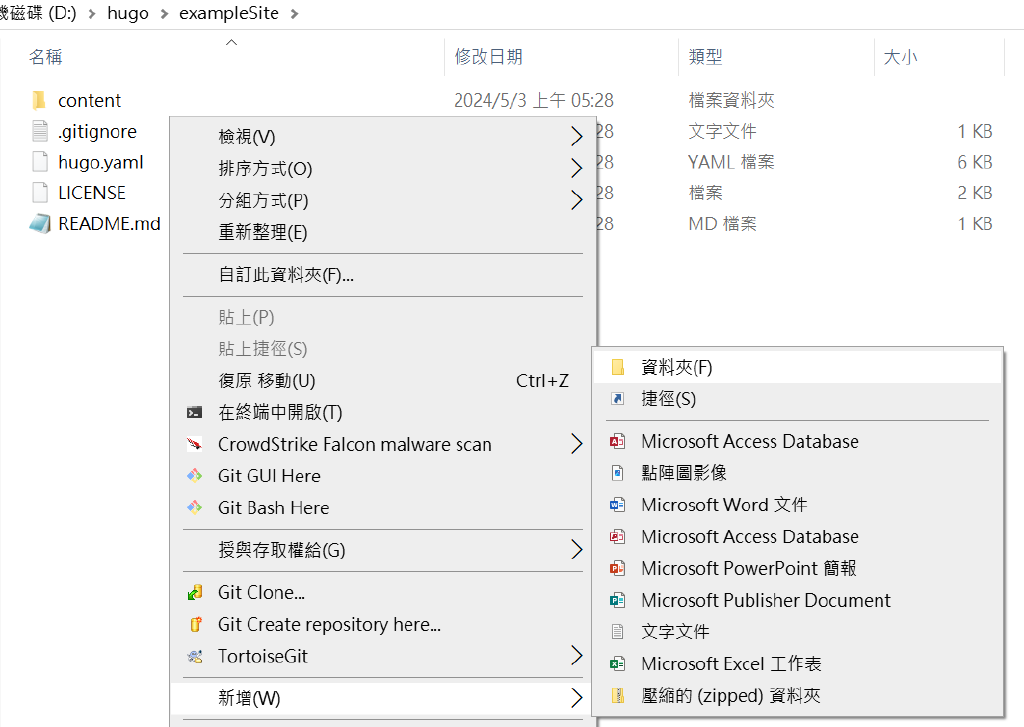 磁碟 (D:) > hugo > exampleSite >
名稱 修改日期 類型 大小
content 2024/5/3 上午 05:28 檔案資料夾
.gitignore 28 文字文件 1 KB
hugo.yaml 28 YAML 檔案 6 KB
LICENSE 28 檔案 2 KB
README.md 28 MD 檔案 1 KB
檢視(V)
排序方式(O)
分組方式(P)
重新整理(E)
自訂此資料夾(F)...
貼上(P)
貼上捷徑(S)
復原 移動(U) Ctrl+Z
在終端中開啟(T)
CrowdStrike Falcon malware scan
Git GUI Here
Git Bash Here
授與存取權給(G)
Git Clone...
Git Create repository here...
TortoiseGit
新增(W)
資料夾(F)
捷徑(S)
Microsoft Access Database
點陣圖影像
Microsoft Word 文件
Microsoft Access Database
Microsoft PowerPoint 簡報
Microsoft Publisher Document
文字文件
Microsoft Excel 工作表
壓縮的 (zipped) 資料夾